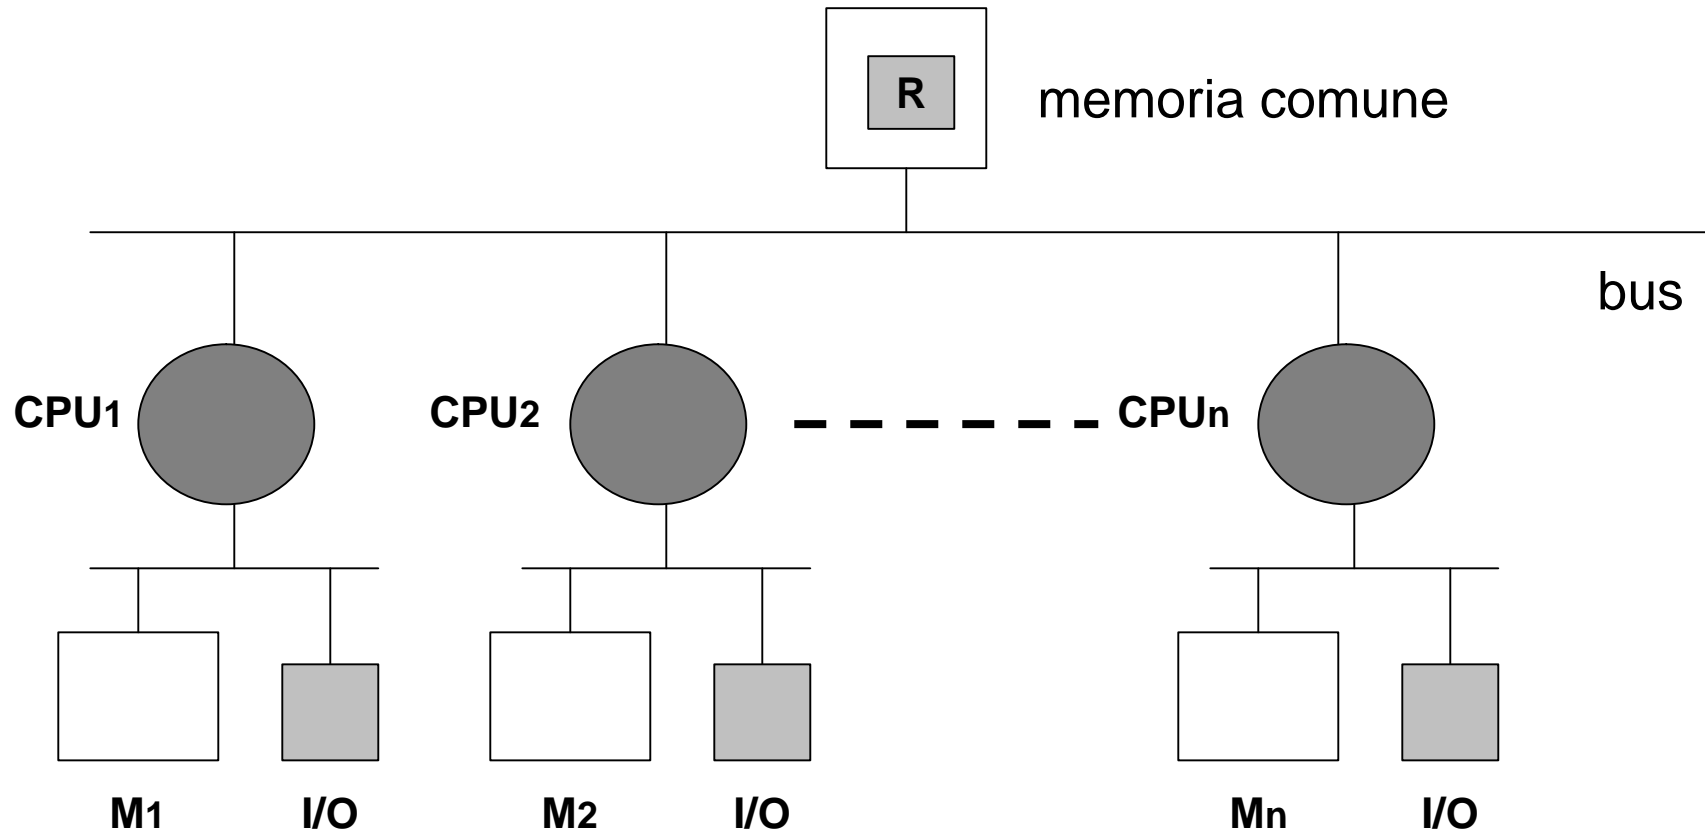 R
memoria comune
bus
CPU1
CPU2
CPUn
M1
I/O
M2
I/O
Mn
I/O